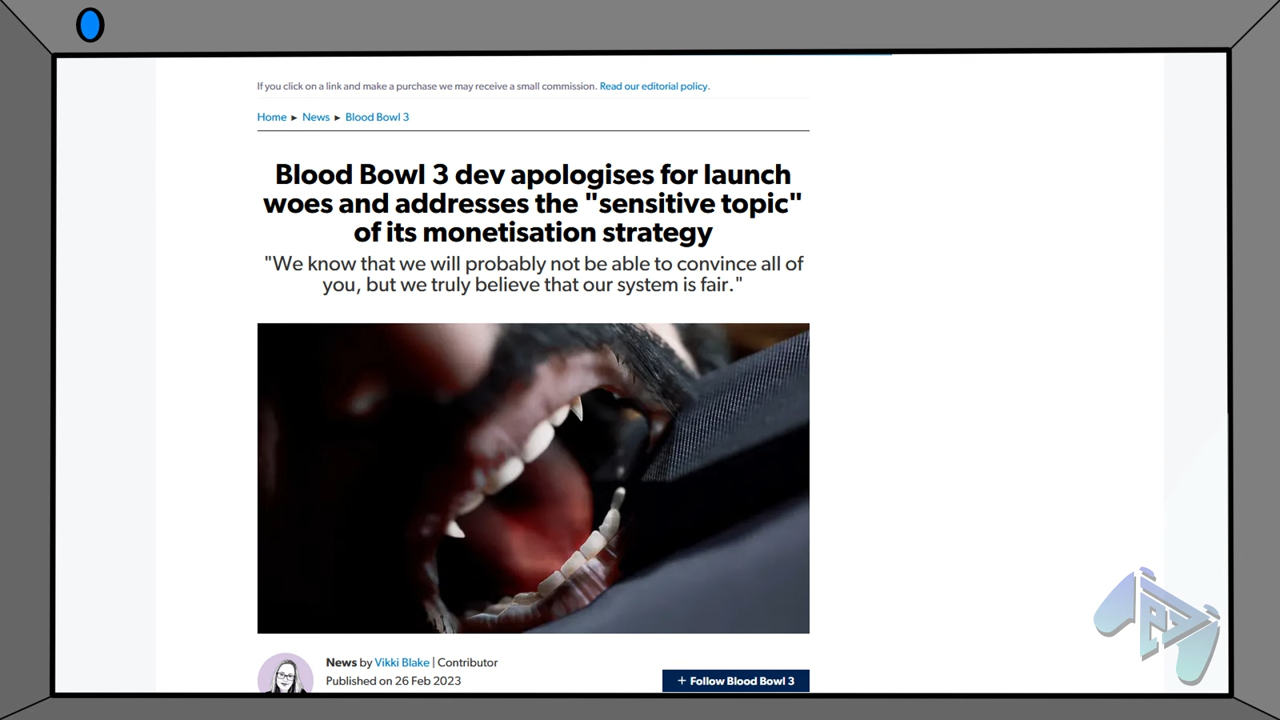 If you click on a link and make a purchase we may receive a small commission. Read our editorial policy.
Home ► News ► Blood Bowl 3
Blood Bowl 3 dev apologises for launch
woes and addresses the "sensitive topic"
of its monetisation strategy
"We know that we will probably not be able to convince all of
you, but we truly believe that our system is fair."
News by Vikki Blake | Contributor
Published on 26 Feb 2023
+ Follow Blood Bowl 3